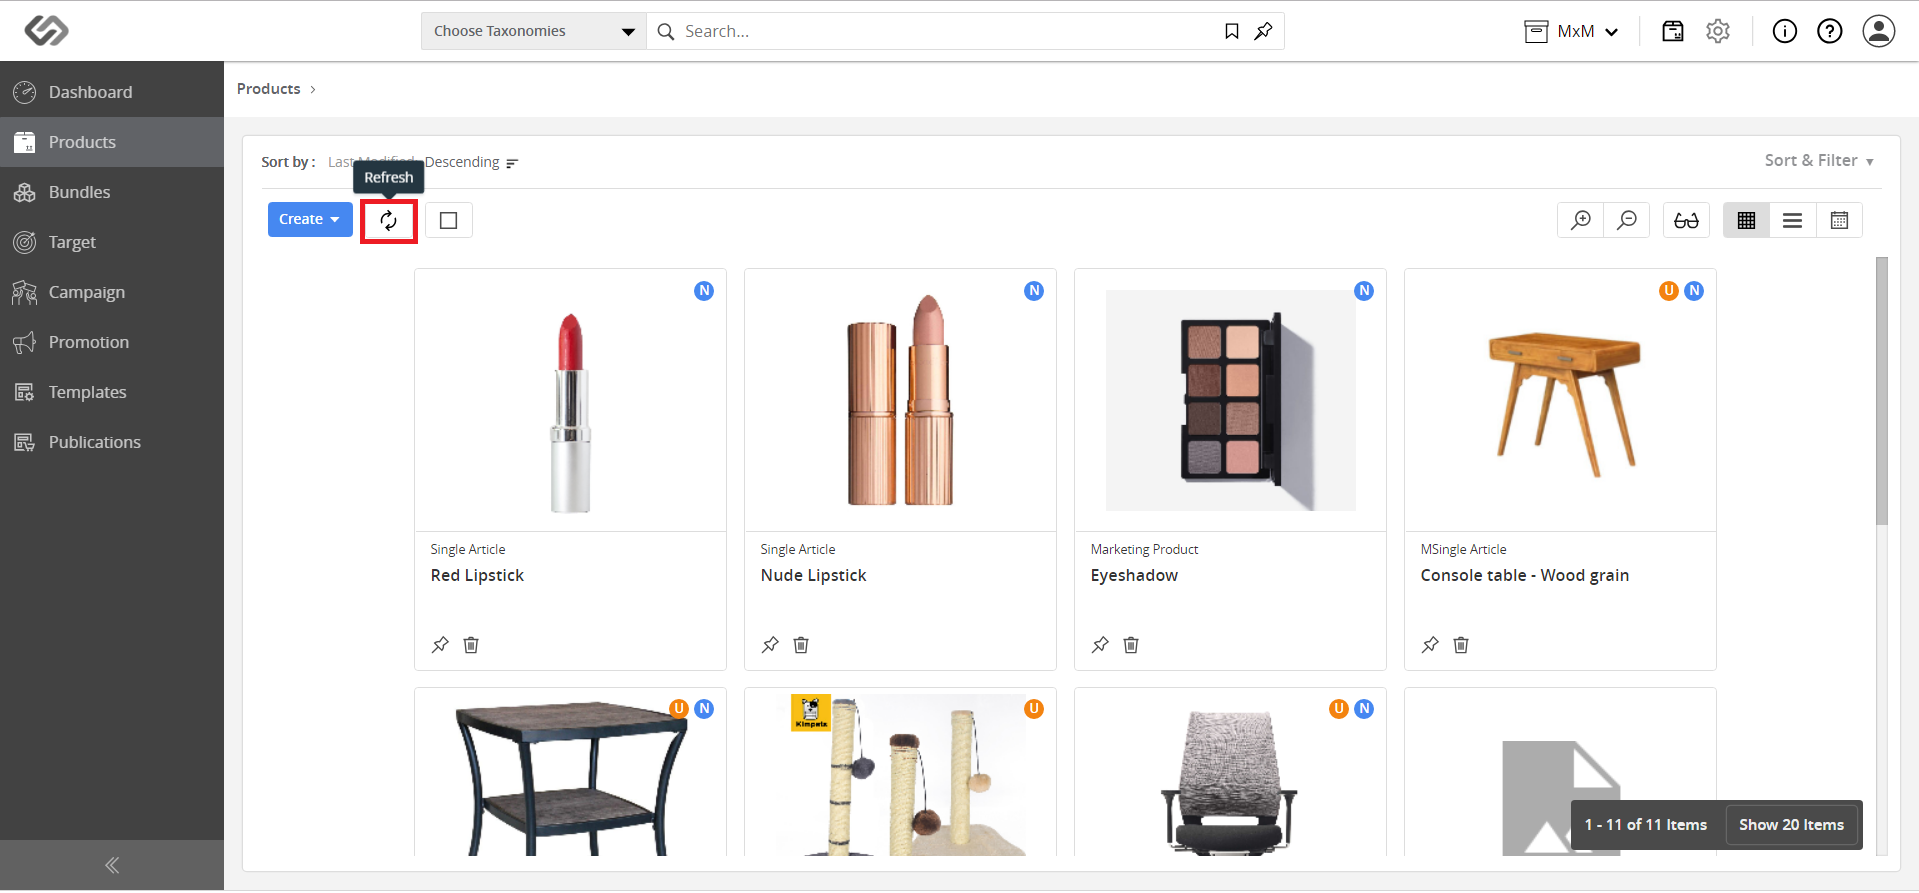 Choose Taxonomies
Search...
MxM
Dashboard
Products
Bundles
Target
Campaign
Promotion
Templates
Publications
Products
Sort by : Last Modified Descending
Sort & Filter
Refresh
Create
N
N
N
U N
Single Article
Red Lipstick
Single Article
Nude Lipstick
Marketing Product
Eyeshadow
MSingle Article
Console table - Wood grain
U N
Kimpets
U
U N
1 - 11 of 11 Items
Show 20 Items